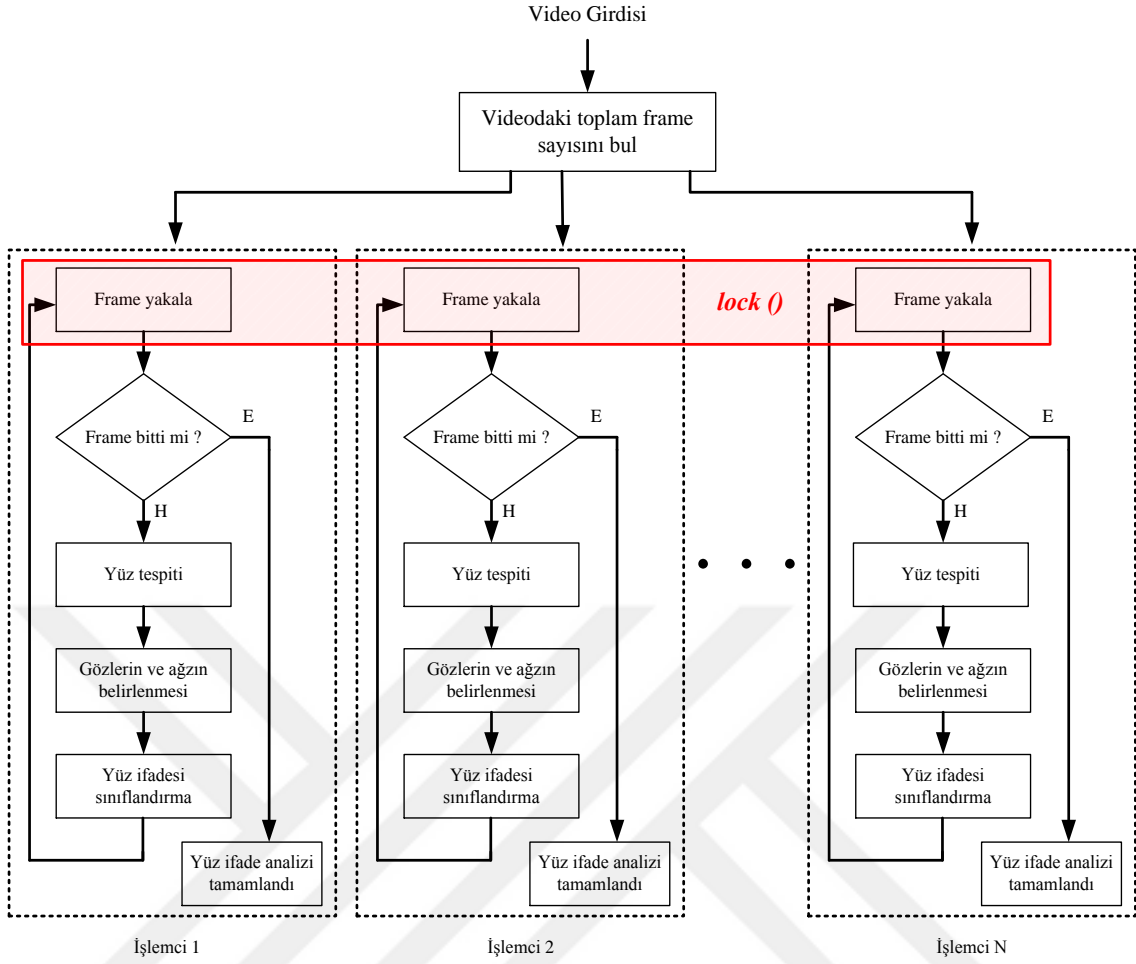 Video Girdisi
Videodaki toplam frame
sayısını bul
Frame yakala
Frame bitti mi ?
E
H
Yüz tespiti
Gözlerin ve ağzın
belirlenmesi
Yüz ifadesi
sınıflandırma
Yüz ifade analizi
tamamlandı
İşlemci 1
Frame yakala
Frame bitti mi ?
E
H
Yüz tespiti
Gözlerin ve ağzın
belirlenmesi
Yüz ifadesi
sınıflandırma
Yüz ifade analizi
tamamlandı
İşlemci 2
lock ()
. . .
Frame yakala
Frame bitti mi ?
E
H
Yüz tespiti
Gözlerin ve ağzın
belirlenmesi
Yüz ifadesi
sınıflandırma
Yüz ifade analizi
tamamlandı
İşlemci N